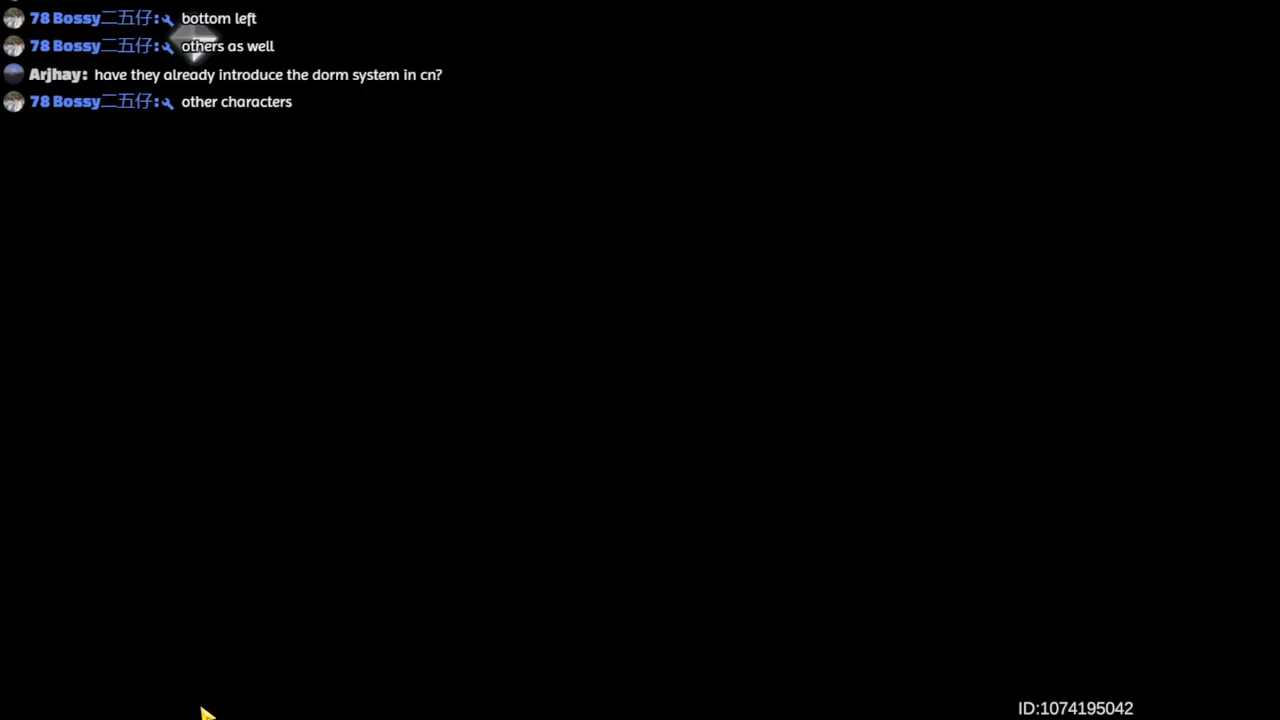 78 Bossy二五仔: bottom left
78 Bossy二五仔: others as well
Arjhay: have they already introduce the dorm system in cn?
78 Bossy二五仔: other characters
ID:1074195042